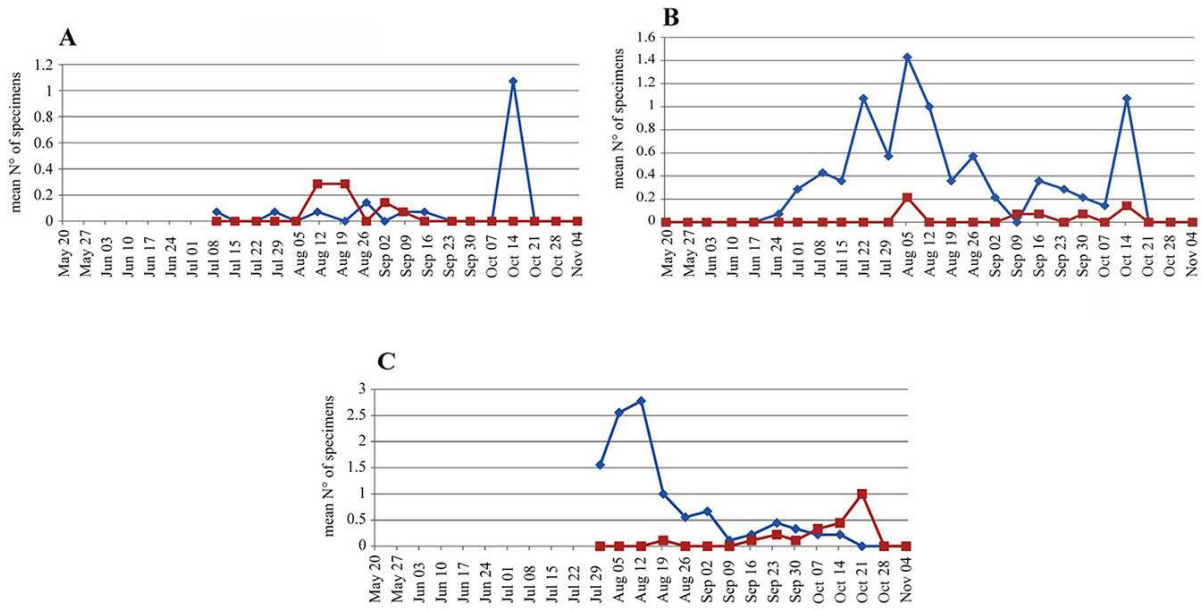 A
mean N° of specimens
1.2
1
0.8
0.6
0.4
0.2
0
May 20
May 27
Jun 03
Jun 10
Jun 17
Jun 24
Jul 01
Jul 08
Jul 15
Jul 22
Jul 29
Aug 05
Aug 12
Aug 19
Aug 26
Sep 02
Sep 09
Sep 16
Sep 23
Sep 30
Oct 07
Oct 14
Oct 21
Oct 28
Nov 04
B
mean N° of specimens
1.6
1.4
1.2
1
0.8
0.6
0.4
0.2
0
May 20
May 27
Jun 03
Jun 10
Jun 17
Jun 24
Jul 01
Jul 08
Jul 15
Jul 22
Jul 29
Aug 05
Aug 12
Aug 19
Aug 26
Sep 02
Sep 09
Sep 16
Sep 23
Sep 30
Oct 07
Oct 14
Oct 21
Oct 28
Nov 04
C
mean N° of specimens
3
2.5
2
1.5
1
0.5
0
May 20
May 27
Jun 03
Jun 10
Jun 17
Jun 24
Jul 01
Jul 08
Jul 15
Jul 22
Jul 29
Aug 05
Aug 12
Aug 19
Aug 26
Sep 02
Sep 09
Sep 16
Sep 23
Sep 30
Oct 07
Oct 14
Oct 21
Oct 28
Nov 04